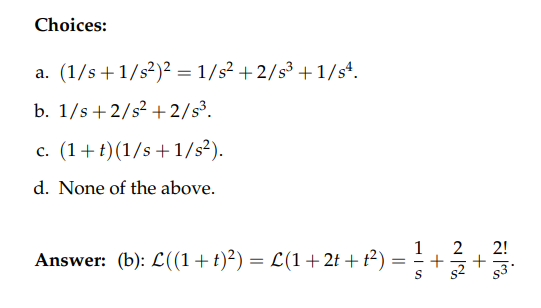 Choices:
a. (1/s + 1/s²)² = 1/s² + 2/s³ + 1/s⁴.
b. 1/s + 2/s² + 2/s³.
c. (1 + t)(1/s + 1/s²).
d. None of the above.
Answer: (b): ℒ((1 + t)²) = ℒ(1 + 2t + t²) = 1/s + 2/s² + 2!/s³.